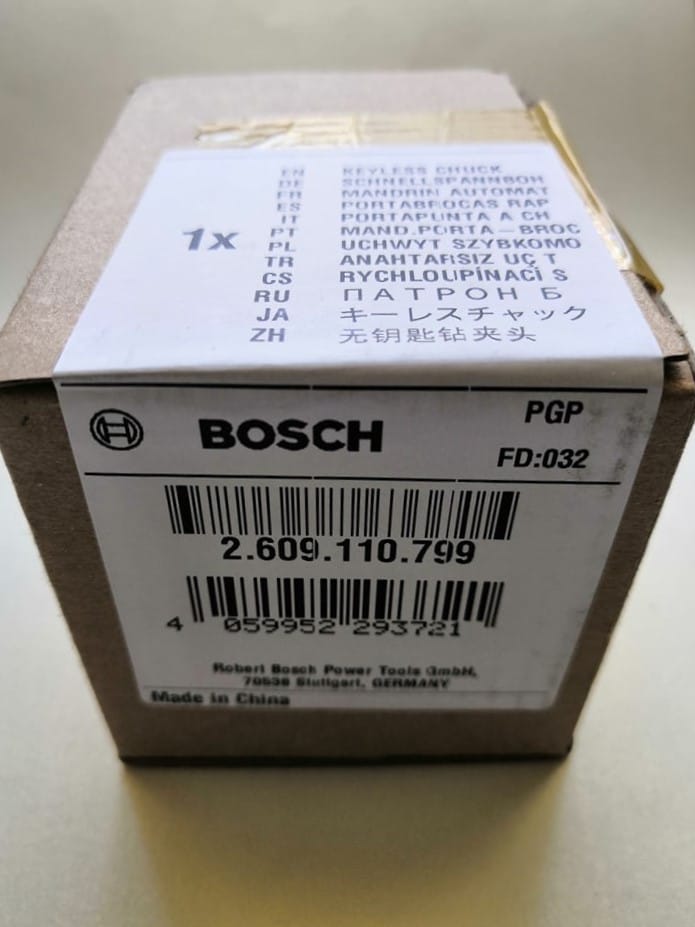 1x
EN KEYLESS CHUCK
DE SCHNELLSPANNBOH
FR MANDRIN AUTOMAT
ES PORTABROCAS RAP
IT PORTAPUNTA A CH
PT MAND.PORTA-BROC
PL UCHWYT SZYBKOMO
TR ANAHTARSIZ UÇ T
CS RYCHLOUPÍNACÍ S
RU ПАТРОН Б
JA キーレスチャック
ZH 无钥匙钻夹头
BOSCH
PGP
FD:032
2.609.110.799
4 059952 293721
Robert Bosch Power Tools GmbH,
70538 Stuttgart, GERMANY
Made in China